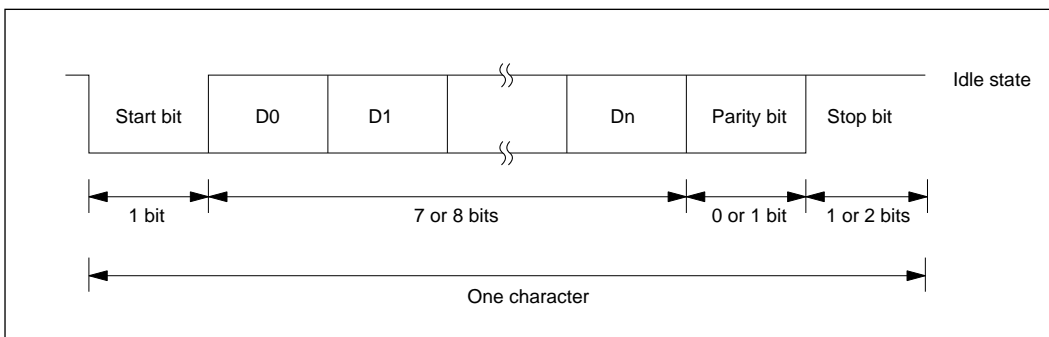 Idle state
Start bit D0 D1 Dn Parity bit Stop bit
1 bit 7 or 8 bits 0 or 1 bit 1 or 2 bits
One character